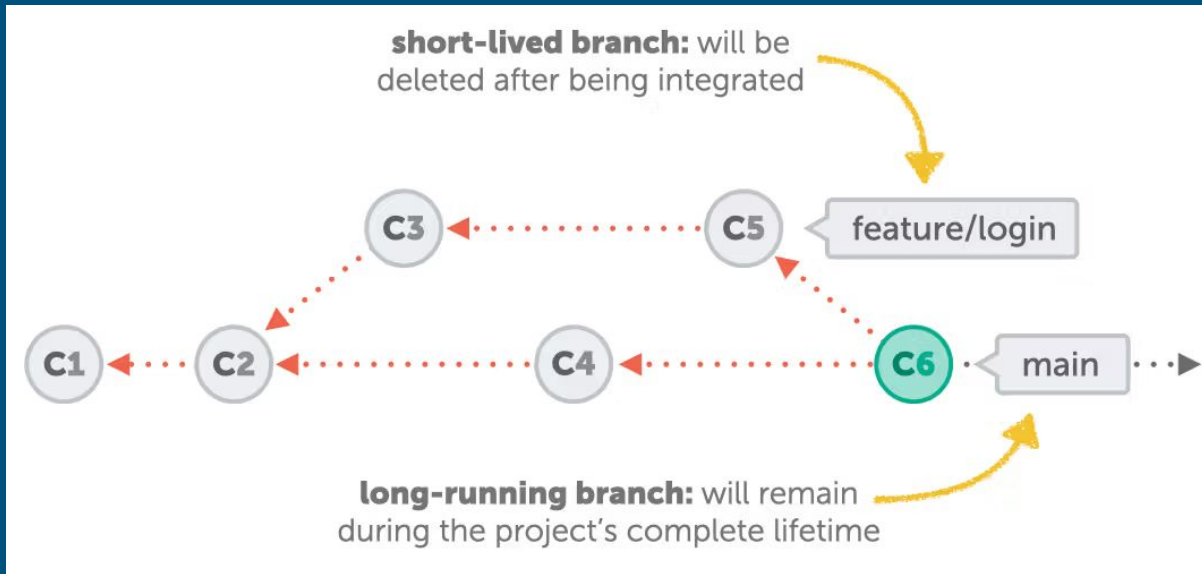 short-lived branch: will be
deleted after being integrated
C3
C5
feature/login
C1
C2
C4
C6
main
long-running branch: will remain
during the project's complete lifetime